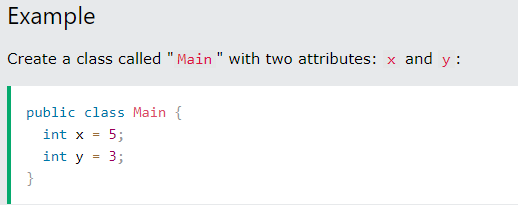 Example
Create a class called "Main" with two attributes: x and y:
public class Main {
  int x = 5;
  int y = 3;
}